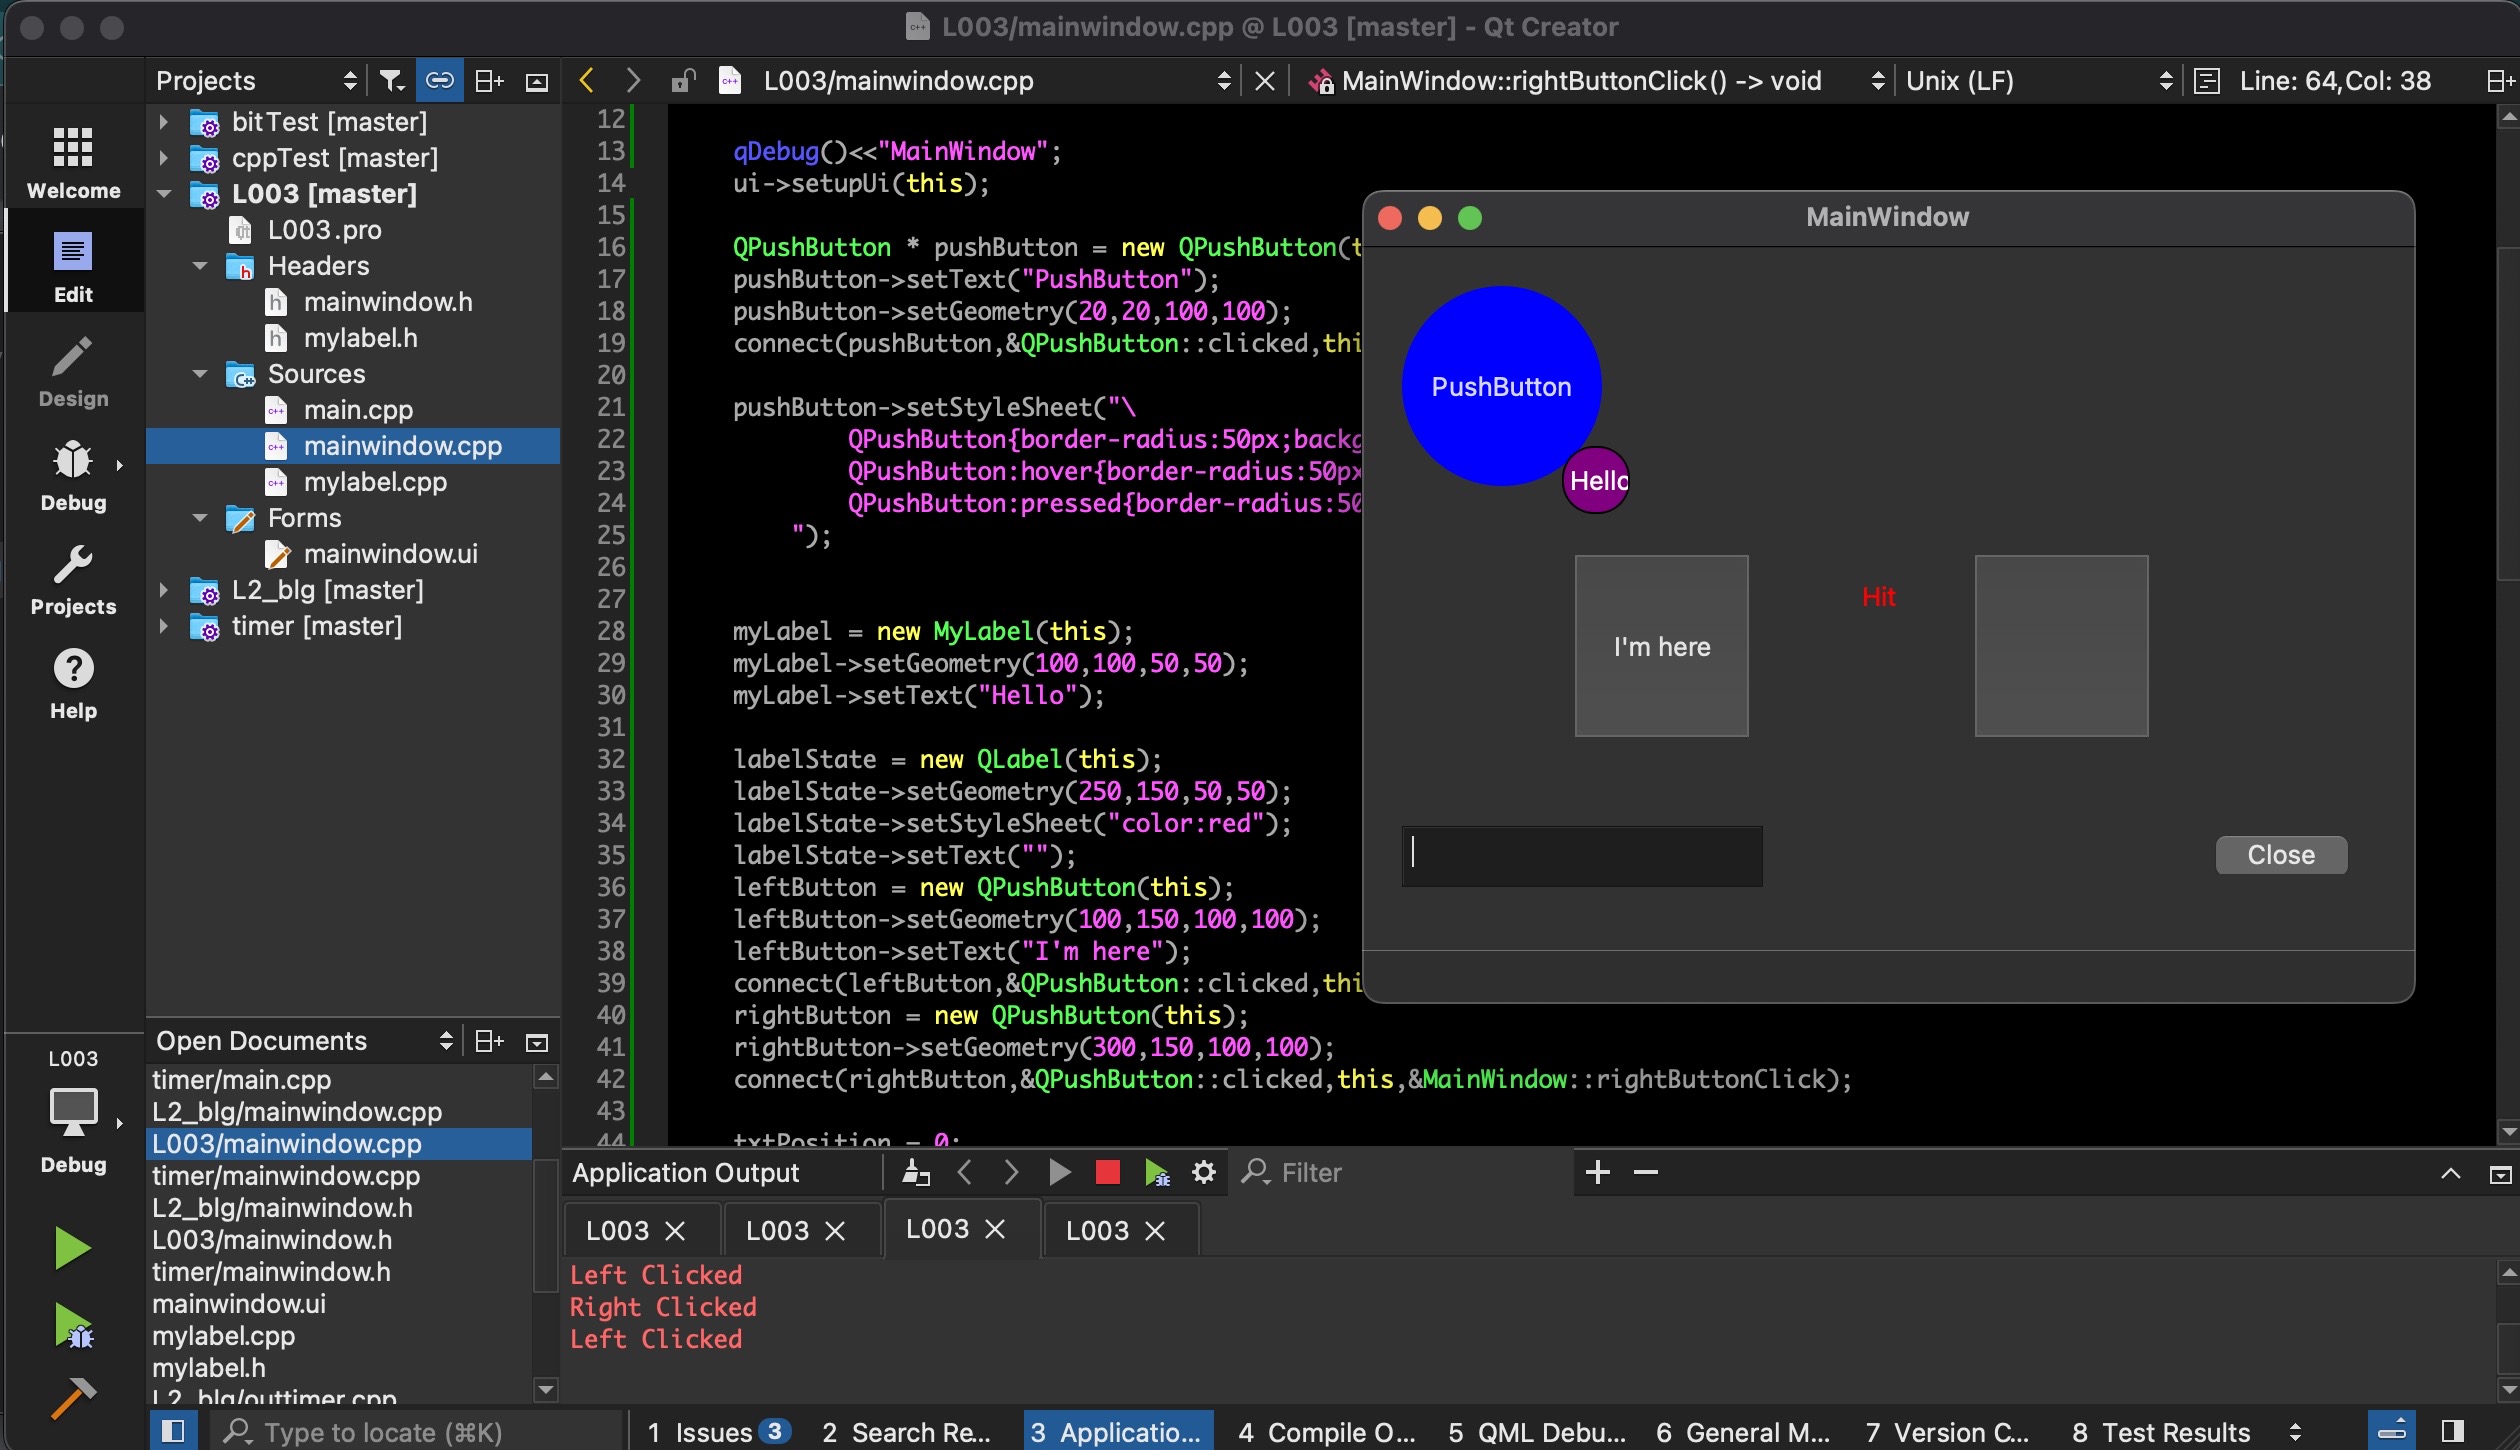 L003/mainwindow.cpp @ L003 [master] - Qt Creator
Projects
L003/mainwindow.cpp
MainWindow::rightButtonClick() -> void
Unix (LF)
Line: 64, Col: 38
Welcome
Edit
Design
Debug
Projects
Help
bitTest [master]
cppTest [master]
L003 [master]
L003.pro
Headers
mainwindow.h
mylabel.h
Sources
main.cpp
mainwindow.cpp
mylabel.cpp
Forms
mainwindow.ui
L2_blg [master]
timer [master]
12
13 qDebug()<<"MainWindow";
14 ui->setupUi(this);
15
16 QPushButton * pushButton = new QPushButton(t
17 pushButton->setText("PushButton");
18 pushButton->setGeometry(20,20,100,100);
19 connect(pushButton,&QPushButton::clicked,thi
20
21 pushButton->setStyleSheet("\
22 QPushButton{border-radius:50px;backg
23 QPushButton:hover{border-radius:50px
24 QPushButton:pressed{border-radius:50
25 ");
26
27
28 myLabel = new MyLabel(this);
29 myLabel->setGeometry(100,100,50,50);
30 myLabel->setText("Hello");
31
32 labelState = new QLabel(this);
33 labelState->setGeometry(250,150,50,50);
34 labelState->setStyleSheet("color:red");
35 labelState->setText("");
36 leftButton = new QPushButton(this);
37 leftButton->setGeometry(100,150,100,100);
38 leftButton->setText("I'm here");
39 connect(leftButton,&QPushButton::clicked,thi
40 rightButton = new QPushButton(this);
41 rightButton->setGeometry(300,150,100,100);
42 connect(rightButton,&QPushButton::clicked,this,&MainWindow::rightButtonClick);
43
44 txtPosition = 0;
MainWindow
PushButton
Hello
I'm here
Hit
Close
Open Documents
timer/main.cpp
L2_blg/mainwindow.cpp
L003/mainwindow.cpp
timer/mainwindow.cpp
L2_blg/mainwindow.h
L003/mainwindow.h
timer/mainwindow.h
mainwindow.ui
mylabel.cpp
mylabel.h
L2_blg/outtimer.cpp
L003
Debug
Application Output
Filter
L003
L003
L003
L003
Left Clicked
Right Clicked
Left Clicked
Type to locate (⌘K)
1 Issues 3
2 Search Re...
3 Applicatio...
4 Compile O...
5 QML Debu...
6 General M...
7 Version C...
8 Test Results